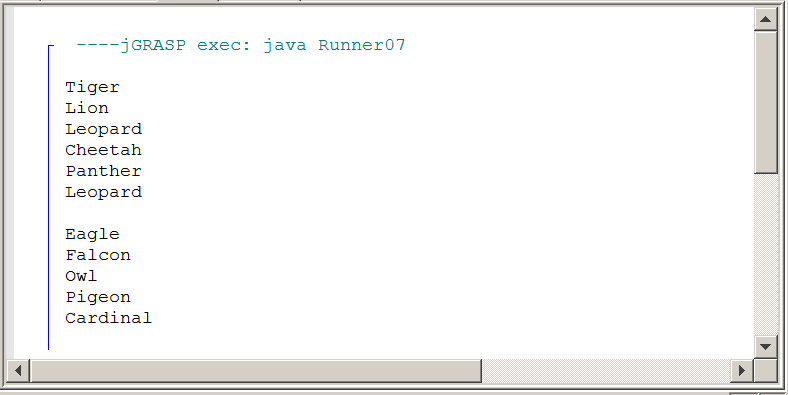 ----jGRASP exec: java Runner07
Tiger
Lion
Leopard
Cheetah
Panther
Leopard
Eagle
Falcon
Owl
Pigeon
Cardinal